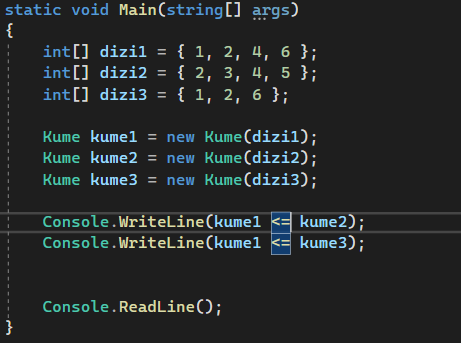 static void Main(string[] args)
{
int[] dizi1 = { 1, 2, 4, 6 };
int[] dizi2 = { 2, 3, 4, 5 };
int[] dizi3 = { 1, 2, 6 };
Kume kume1 = new Kume(dizi1);
Kume kume2 = new Kume(dizi2);
Kume kume3 = new Kume(dizi3);
Console.WriteLine(kume1 <= kume2);
Console.WriteLine(kume1 <= kume3);
Console.ReadLine();
}